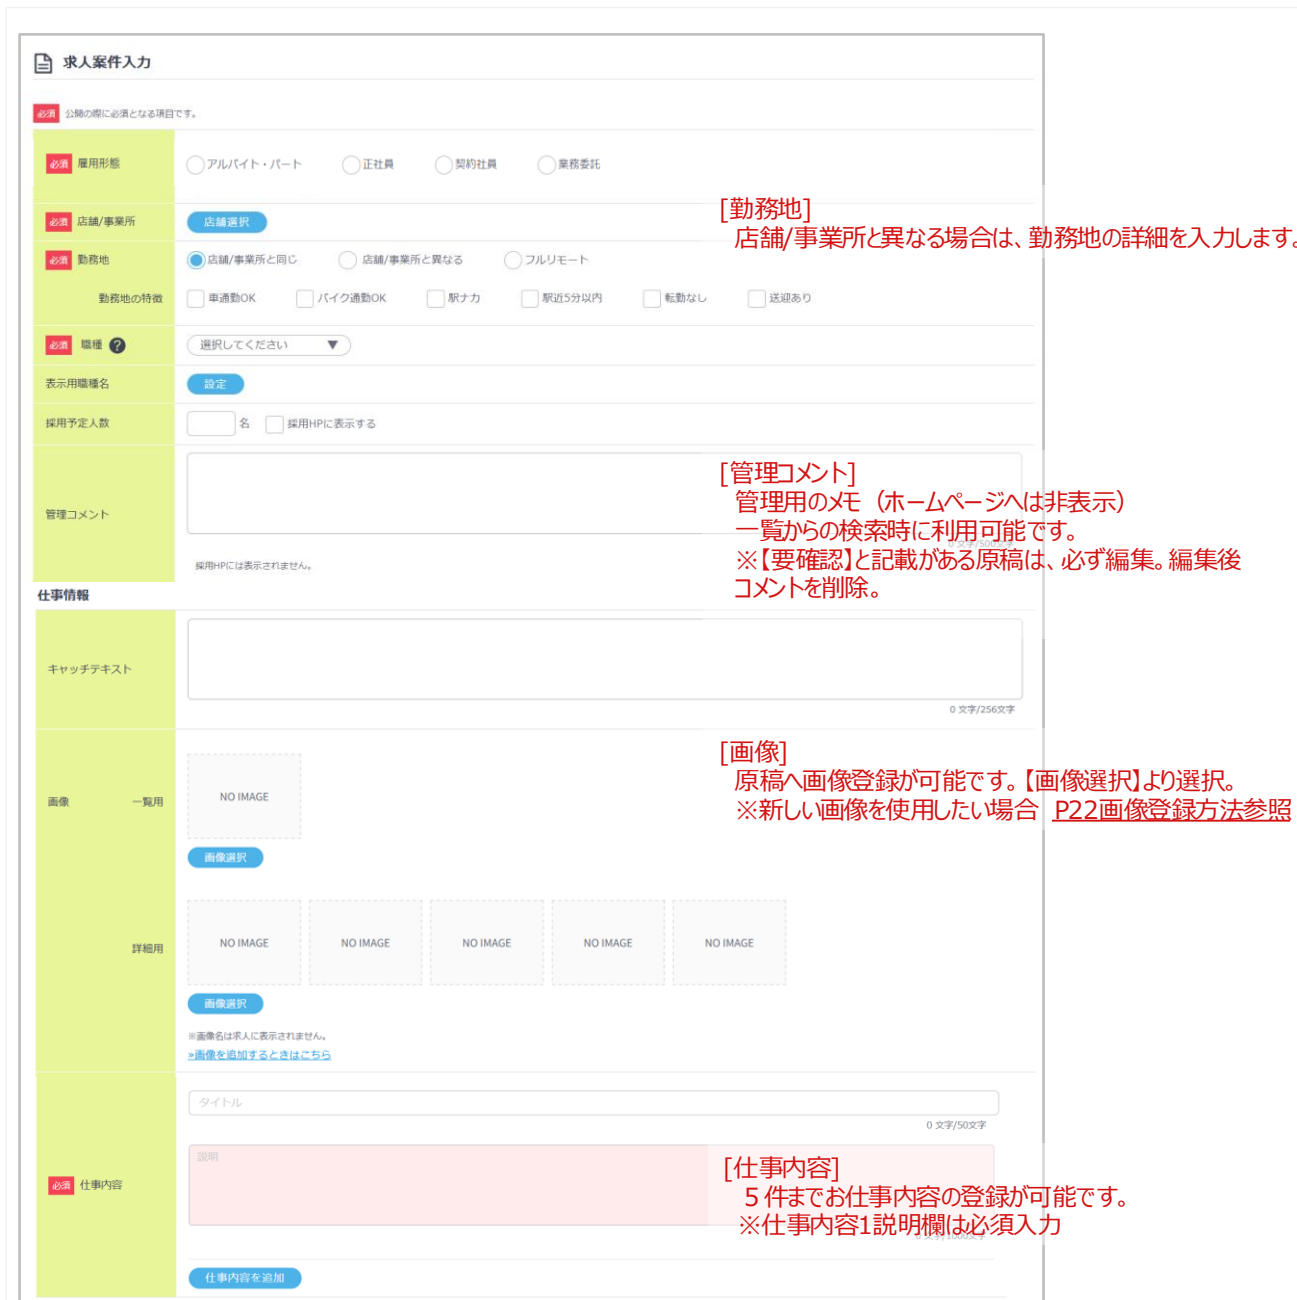 求人案件入力
必須 公開の際に必須となる項目です。
必須 雇用形態 アルバイト・パート 正社員 契約社員 業務委託
必須 店舗/事業所 店舗選択
[勤務地]
店舗/事業所と異なる場合は、勤務地の詳細を入力します。
必須 勤務地 店舗/事業所と同じ 店舗/事業所と異なる フルリモート
勤務地の特徴 車通勤OK バイク通勤OK 駅ナカ 駅近5分以内 転勤なし 送迎あり
必須 職種 ? 選択してください ▼
表示用職種名 設定
採用予定人数 名 採用HPに表示する
[管理コメント]
管理用のメモ（ホームページへは非表示）
一覧からの検索時に利用可能です。
※【要確認】と記載がある原稿は、必ず編集。編集後
コメントを削除。
管理コメント
0 文字/500文字
採用HPには表示されません。
仕事情報
キャッチテキスト
0 文字/256文字
[画像]
原稿へ画像登録が可能です。【画像選択】より選択。
※新しい画像を使用したい場合 P22画像登録方法参照
画像 一覧用 NO IMAGE
画像選択
詳細用 NO IMAGE NO IMAGE NO IMAGE NO IMAGE NO IMAGE
画像選択
※画像名は求人に表示されません。
»画像を追加するときはこちら
タイトル
0 文字/50文字
説明
[仕事内容]
５件までお仕事内容の登録が可能です。
※仕事内容1説明欄は必須入力
必須 仕事内容
0 文字/1000文字
仕事内容を追加